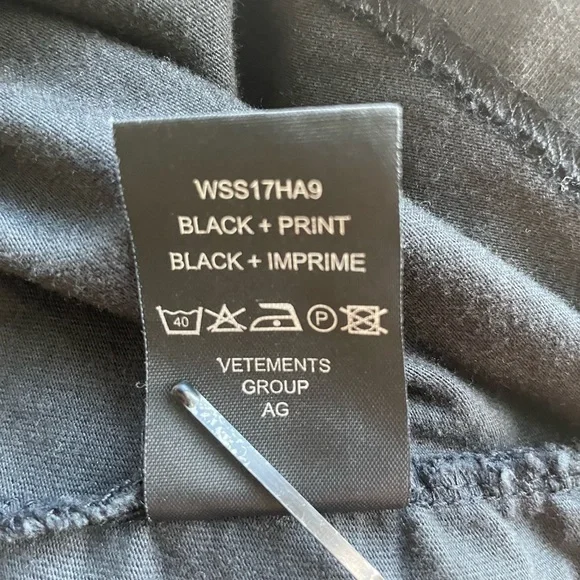 WSS17HA9
BLACK + PRINT
BLACK + IMPRIME
40 P
VETEMENTS
GROUP
AG